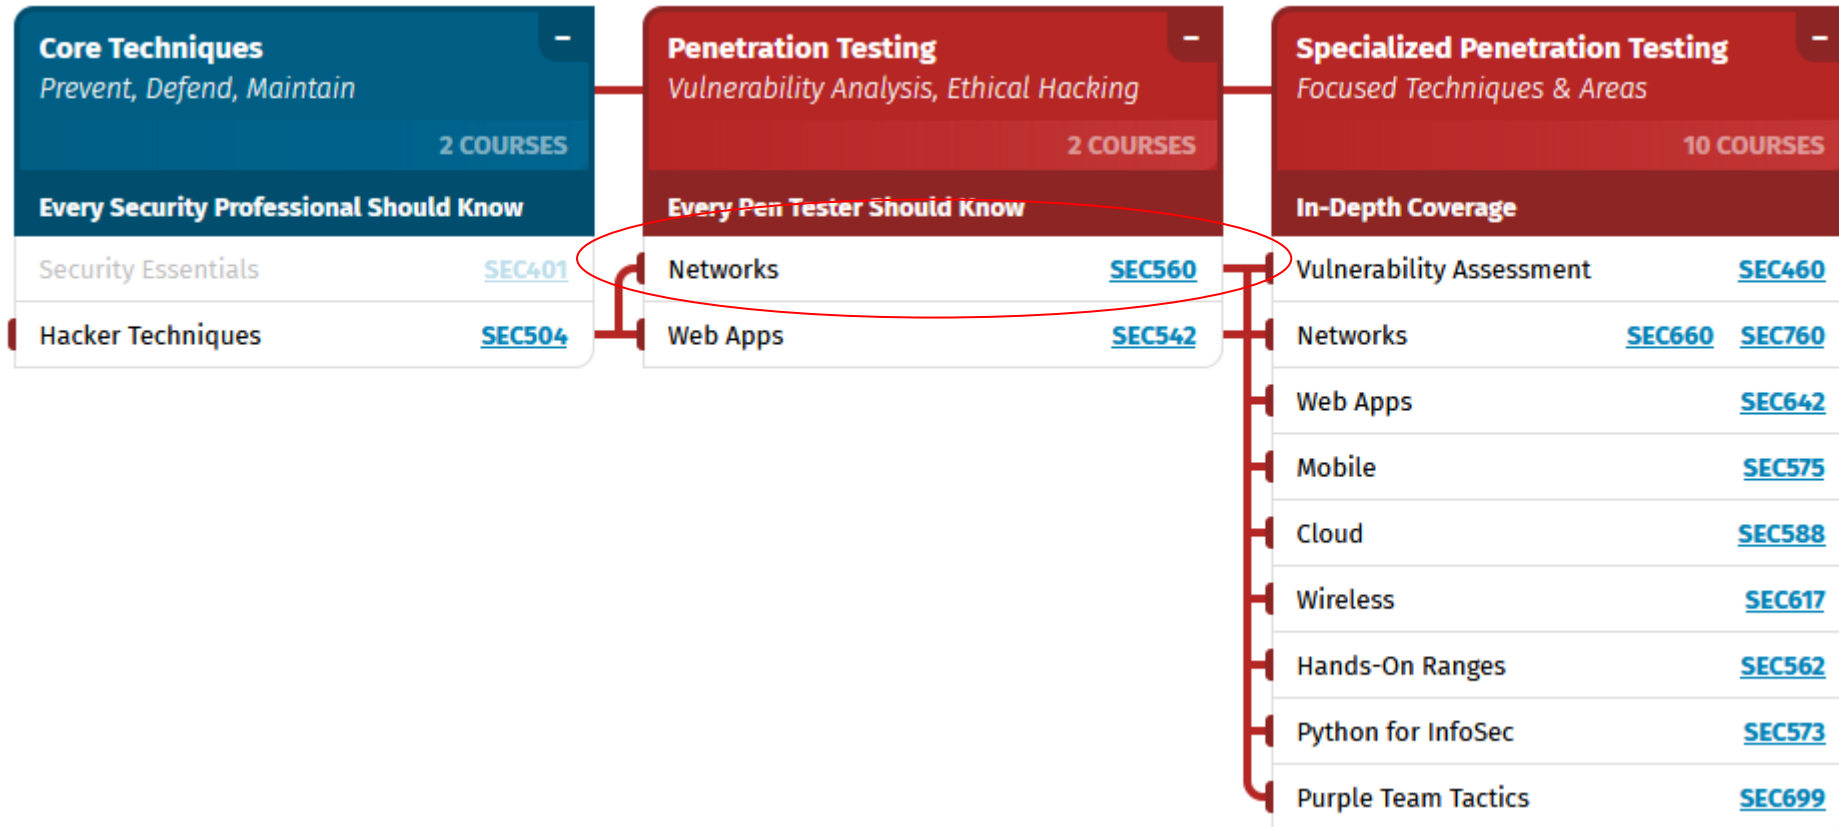 Core Techniques
Prevent, Defend, Maintain
2 COURSES
Every Security Professional Should Know
Security Essentials SEC401
Hacker Techniques SEC504
Penetration Testing
Vulnerability Analysis, Ethical Hacking
2 COURSES
Every Pen Tester Should Know
Networks SEC560
Web Apps SEC542
Specialized Penetration Testing
Focused Techniques & Areas
10 COURSES
In-Depth Coverage
Vulnerability Assessment SEC460
Networks SEC660 SEC760
Web Apps SEC642
Mobile SEC575
Cloud SEC588
Wireless SEC617
Hands-On Ranges SEC562
Python for InfoSec SEC573
Purple Team Tactics SEC699